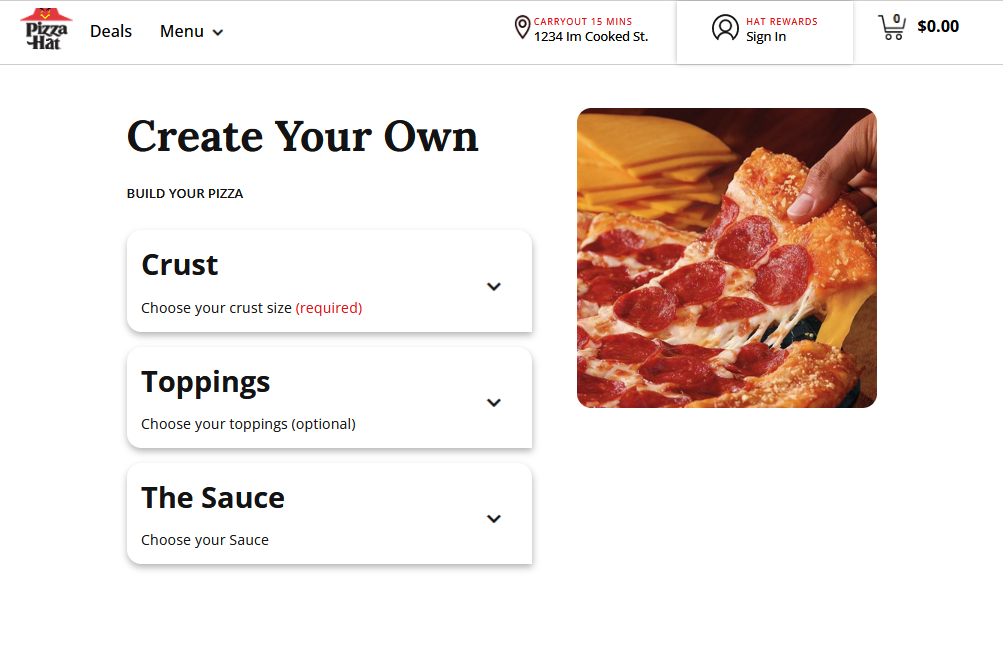 Pizza
Hat
Deals
Menu
CARRYOUT 15 MINS
1234 Im Cooked St.
HAT REWARDS
Sign In
0
$0.00
Create Your Own
BUILD YOUR PIZZA
Crust
Choose your crust size (required)
Toppings
Choose your toppings (optional)
The Sauce
Choose your Sauce